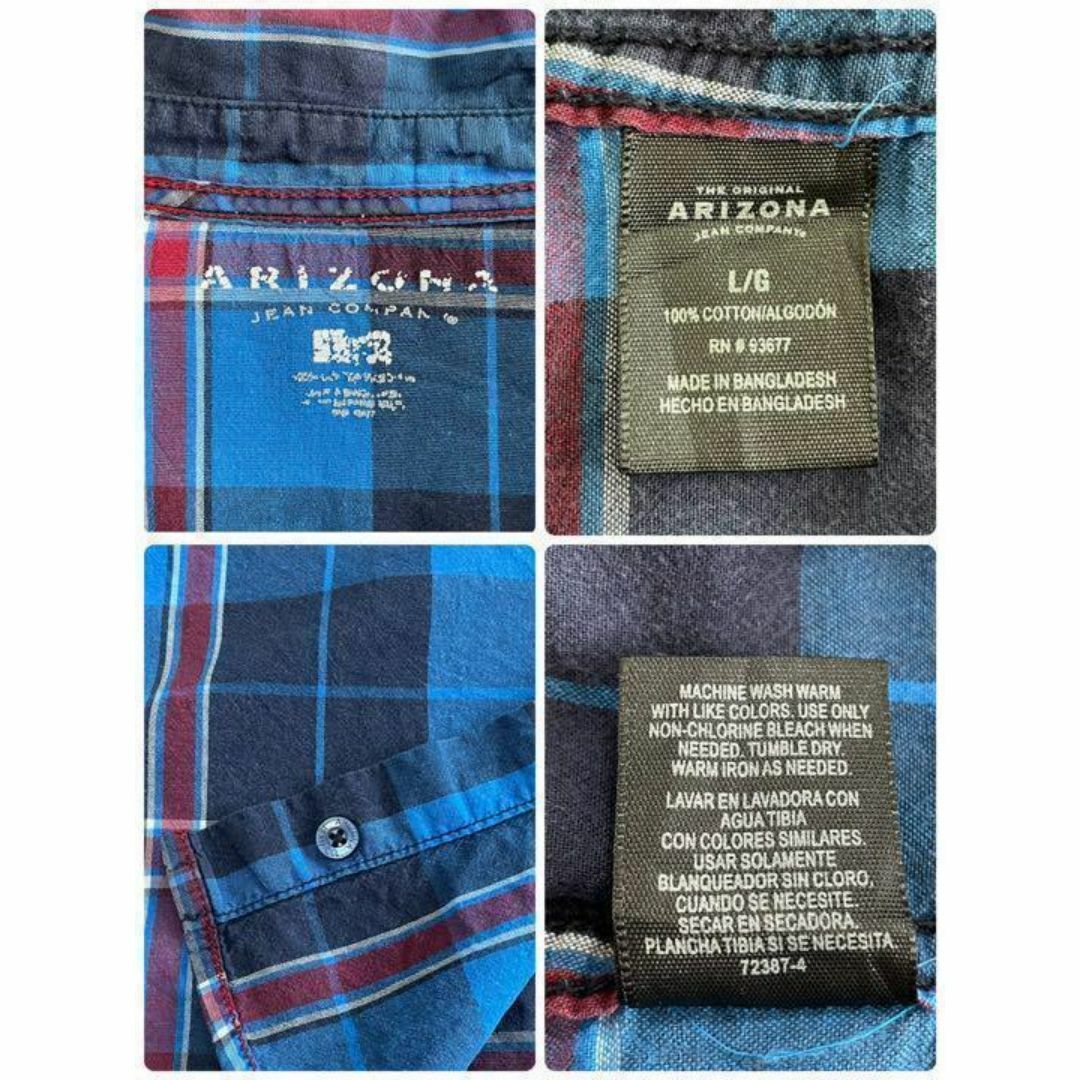 ARIZONA
JEAN COMPANY®
THE ORIGINAL
ARIZONA
JEAN COMPANY®
L/G
100% COTTON/ALGODÓN
RN # 93677
MADE IN BANGLADESH
HECHO EN BANGLADESH
MACHINE WASH WARM
WITH LIKE COLORS. USE ONLY
NON-CHLORINE BLEACH WHEN
NEEDED. TUMBLE DRY.
WARM IRON AS NEEDED.
LAVAR EN LAVADORA CON
AGUA TIBIA
CON COLORES SIMILARES.
USAR SOLAMENTE
BLANQUEADOR SIN CLORO,
CUANDO SE NECESITE.
SECAR EN SECADORA.
PLANCHA TIBIA SI SE NECESITA.
72387-4